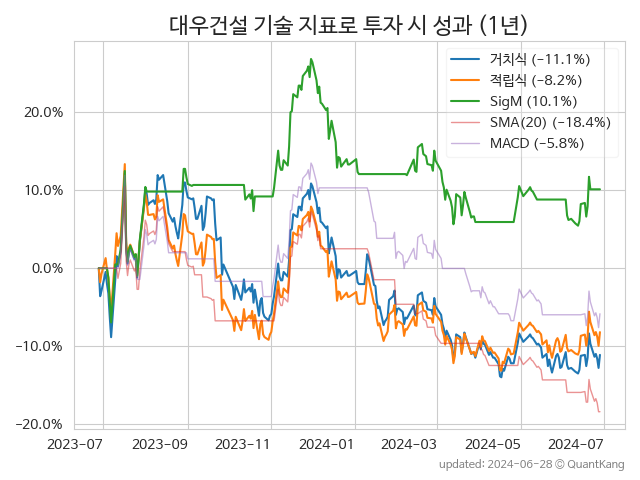 대우건설 기술 지표로 투자 시 성과 (1년)
거치식 (−11.1%)
적립식 (−8.2%)
SigM (10.1%)
SMA(20) (−18.4%)
MACD (−5.8%)
20.0%
10.0%
0.0%
−10.0%
−20.0%
2023-07 2023-09 2023-11 2024-01 2024-03 2024-05 2024-07
updated: 2024-06-28 © QuantKang